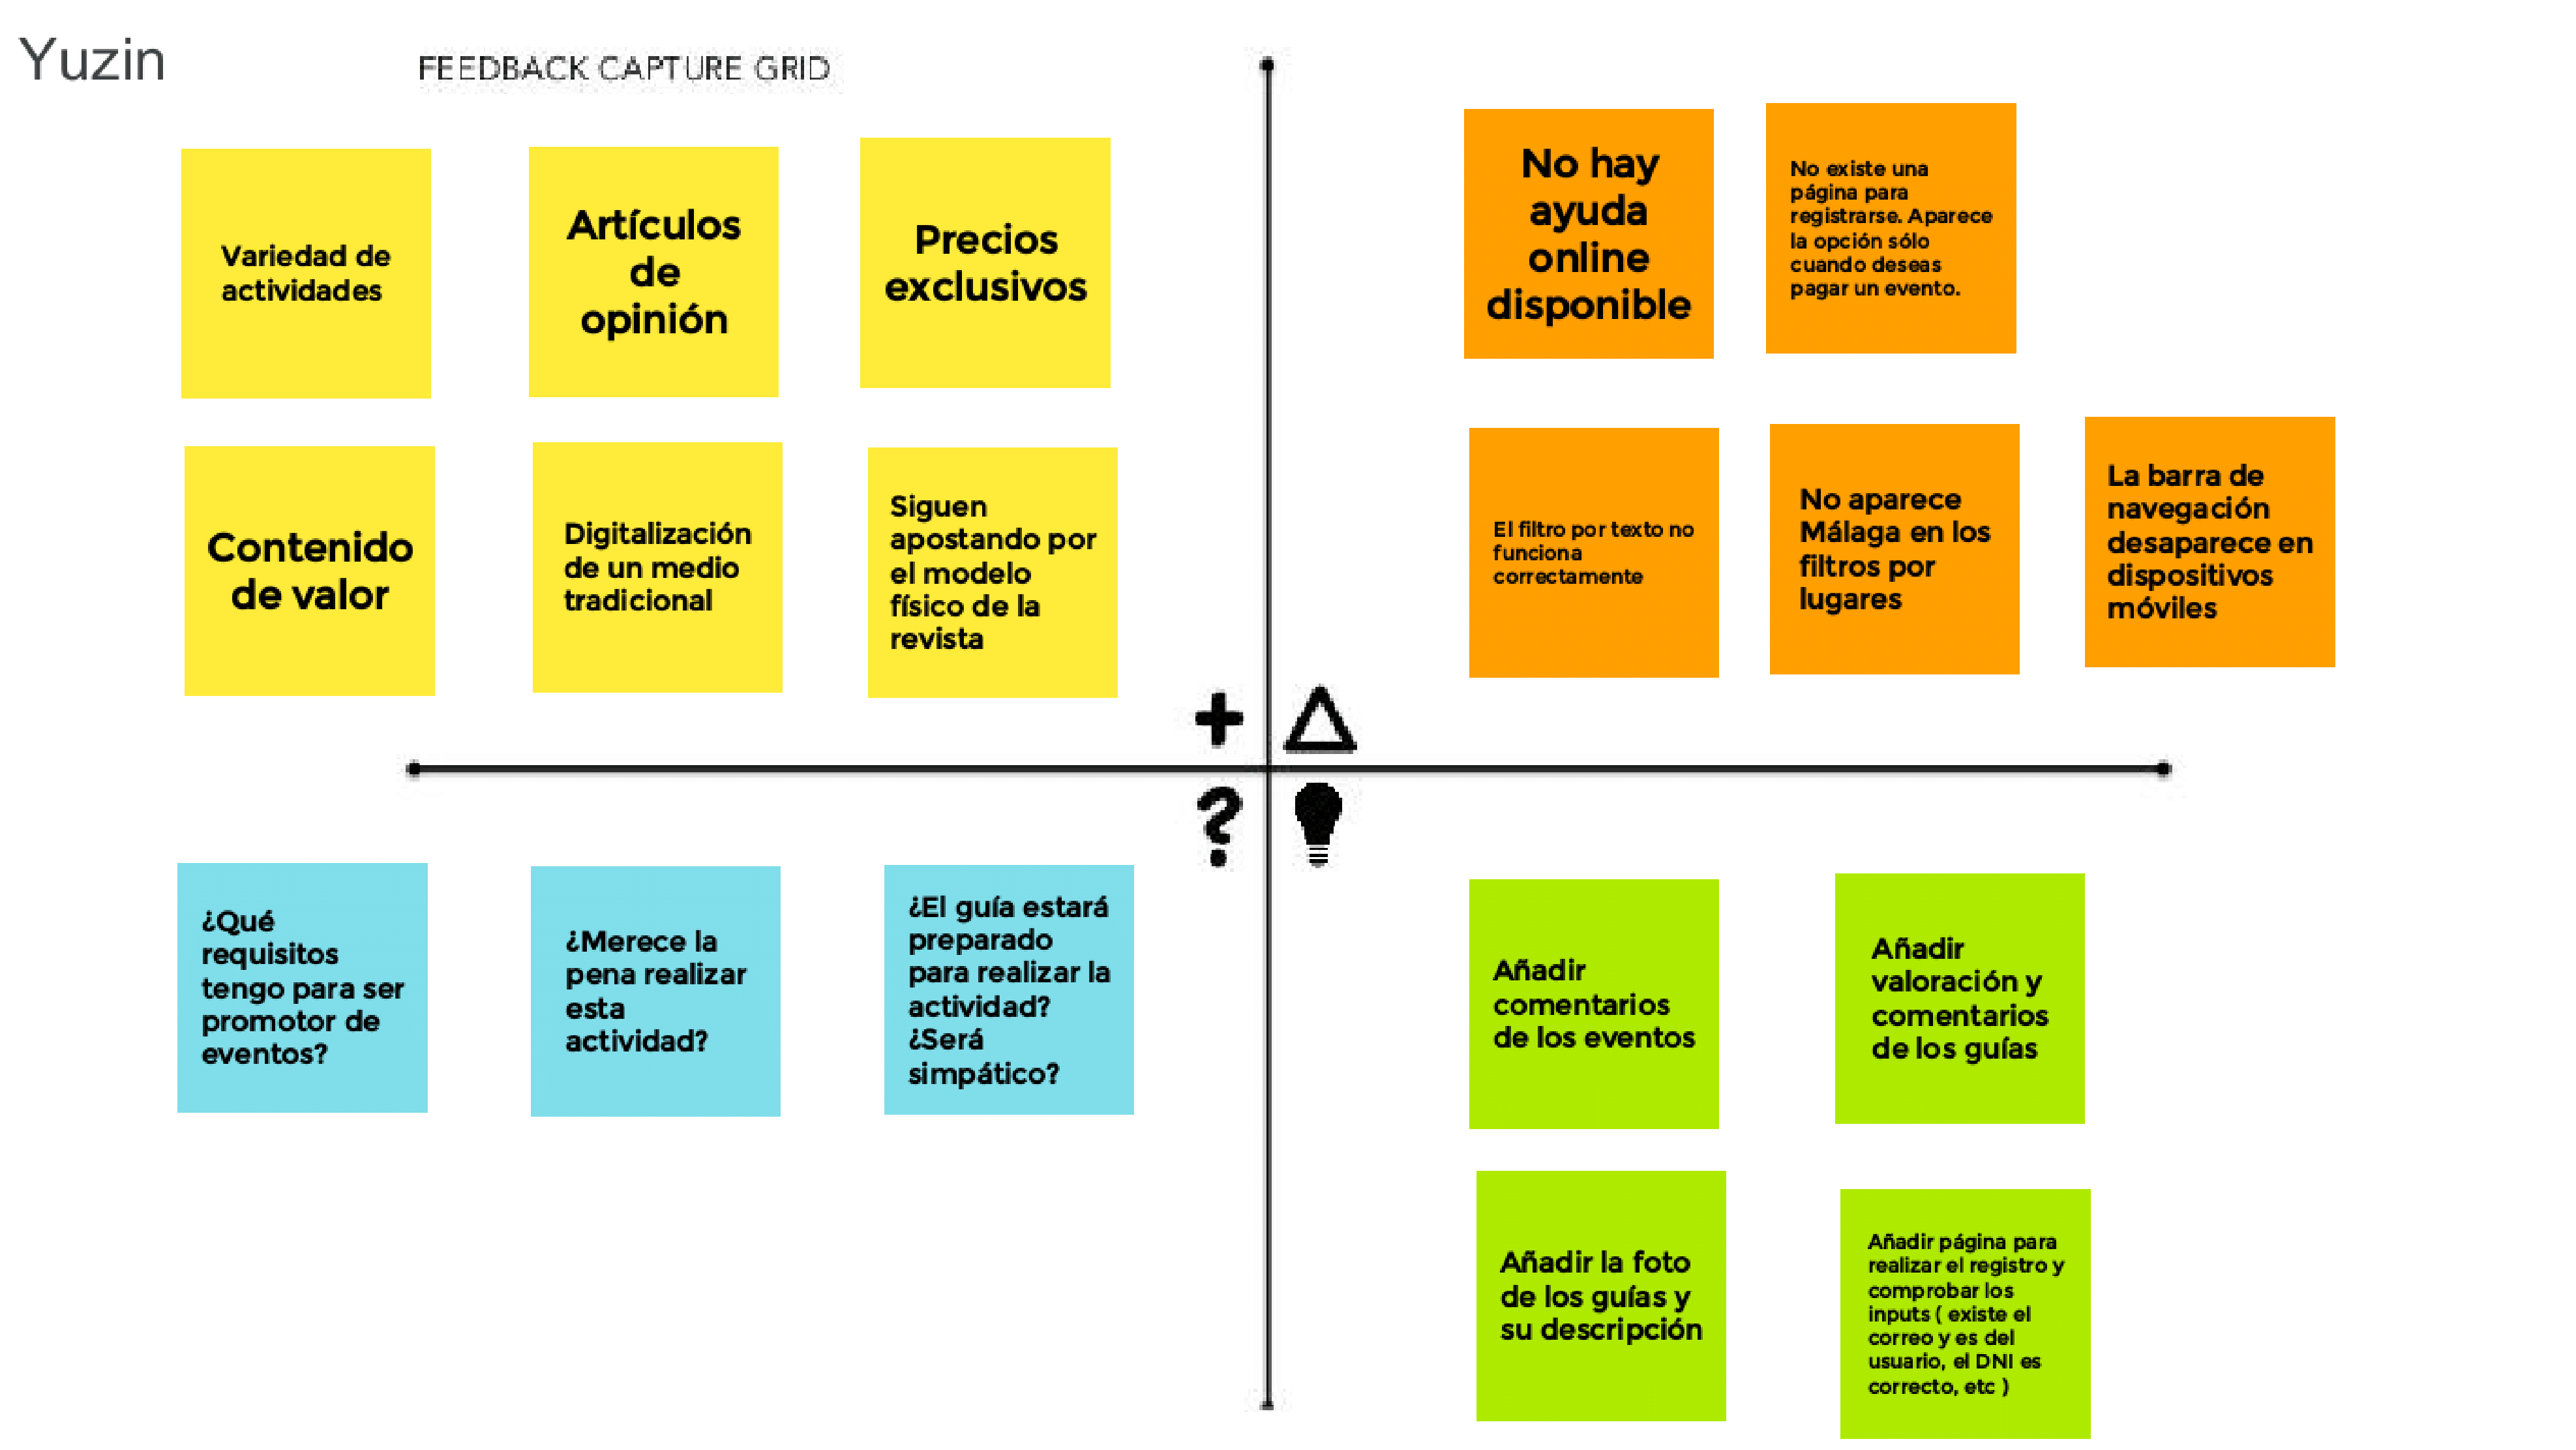 Yuzin
FEEDBACK CAPTURE GRID
Variedad de
actividades
Artículos
de
opinión
Precios
exclusivos
Contenido
de valor
Digitalización
de un medio
tradicional
Siguen
apostando por
el modelo
físico de la
revista
No hay
ayuda
online
disponible
No existe una
página para
registrarse. Aparece
la opción sólo
cuando deseas
pagar un evento.
El filtro por texto no
funciona
correctamente
No aparece
Málaga en los
filtros por
lugares
La barra de
navegación
desaparece en
dispositivos
móviles
+
?
¿Qué
requisitos
tengo para ser
promotor de
eventos?
¿Merece la
pena realizar
esta
actividad?
¿El guía estará
preparado
para realizar la
actividad?
¿Será
simpático?
Añadir
comentarios
de los eventos
Añadir
valoración y
comentarios
de los guías
Añadir la foto
de los guías y
su descripción
Añadir página para
realizar el registro y
comprobar los
inputs ( existe el
correo y es del
usuario, el DNI es
correcto, etc )